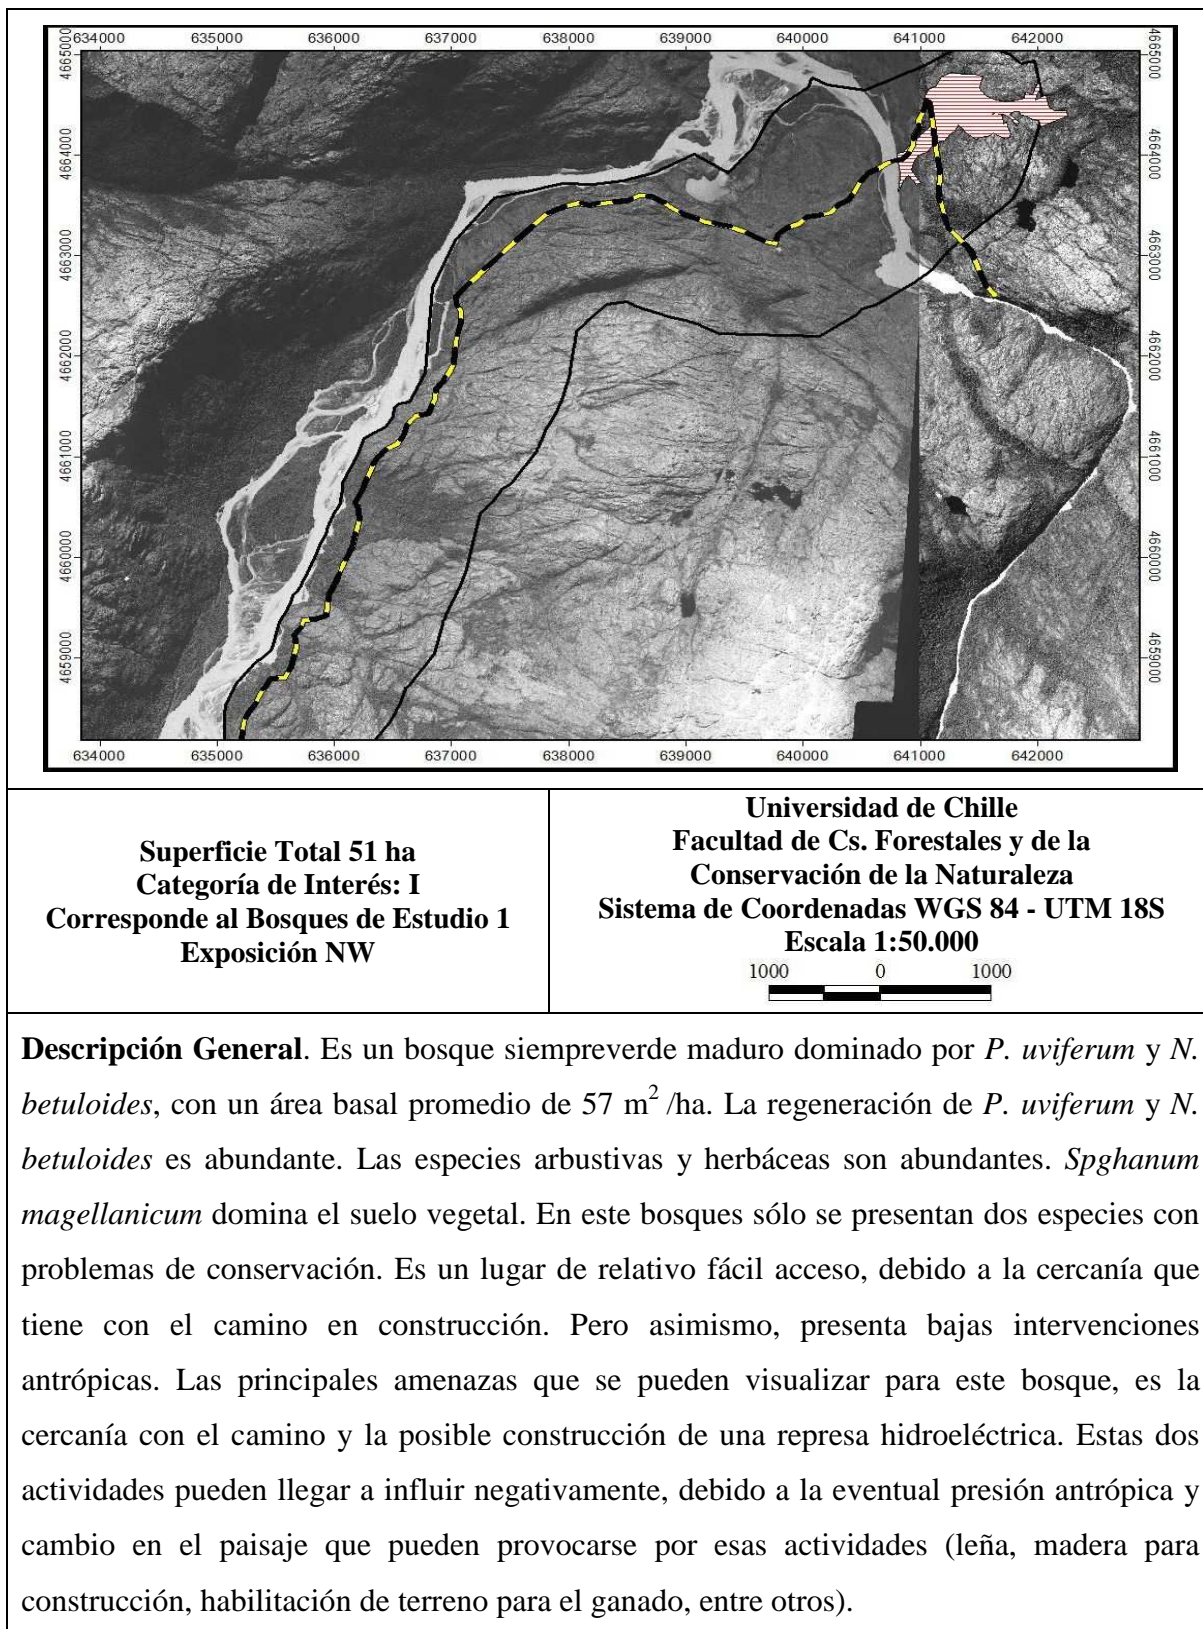 634000 635000 636000 637000 638000 639000 640000 641000 642000
4665000 4665000
4664000 4664000
4663000 4663000
4662000 4662000
4661000 4661000
4660000 4660000
4659000 4659000
634000 635000 636000 637000 638000 639000 640000 641000 642000
Superficie Total 51 ha
Categoría de Interés: I
Corresponde al Bosques de Estudio 1
Exposición NW
Universidad de Chille
Facultad de Cs. Forestales y de la
Conservación de la Naturaleza
Sistema de Coordenadas WGS 84 - UTM 18S
Escala 1:50.000
1000 0 1000
Descripción General. Es un bosque siempreverde maduro dominado por P. uviferum y N.
betuloides, con un área basal promedio de 57 m2 /ha. La regeneración de P. uviferum y N.
betuloides es abundante. Las especies arbustivas y herbáceas son abundantes. Spghanum
magellanicum domina el suelo vegetal. En este bosques sólo se presentan dos especies con
problemas de conservación. Es un lugar de relativo fácil acceso, debido a la cercanía que
tiene con el camino en construcción. Pero asimismo, presenta bajas intervenciones
antrópicas. Las principales amenazas que se pueden visualizar para este bosque, es la
cercanía con el camino y la posible construcción de una represa hidroeléctrica. Estas dos
actividades pueden llegar a influir negativamente, debido a la eventual presión antrópica y
cambio en el paisaje que pueden provocarse por esas actividades (leña, madera para
construcción, habilitación de terreno para el ganado, entre otros).